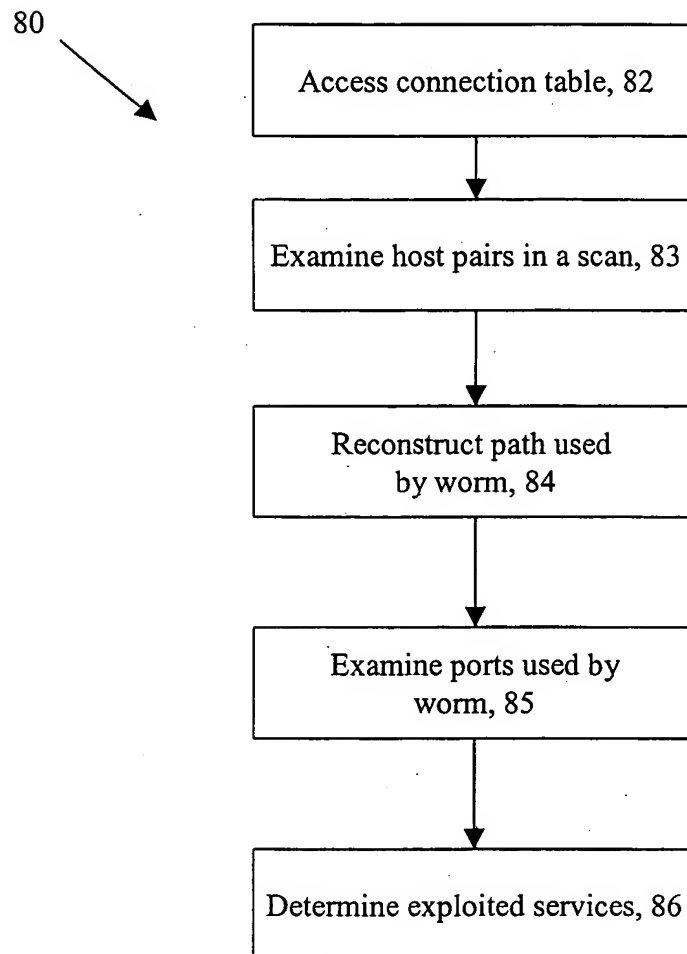 80
Access connection table, 82
Examine host pairs in a scan, 83
Reconstruct path used
by worm, 84
Examine ports used by
worm, 85
Determine exploited services, 86